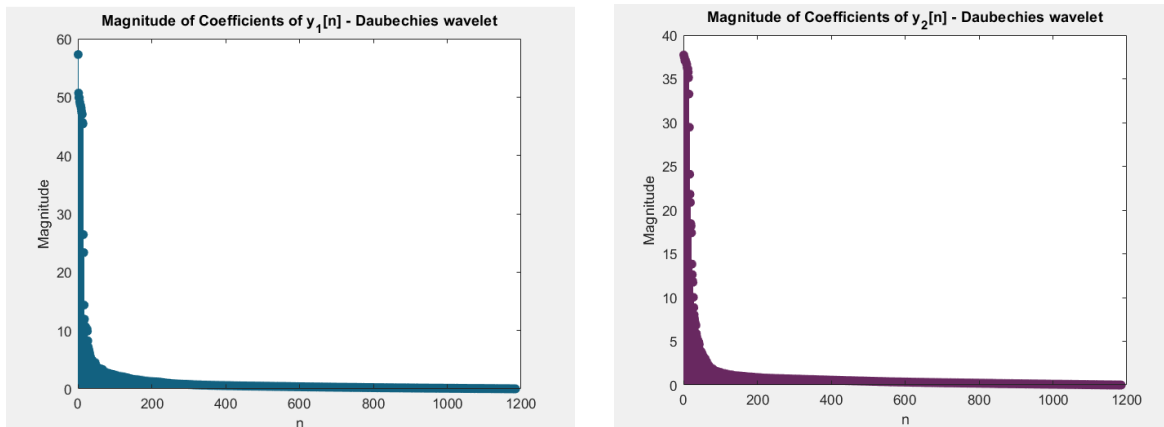 Magnitude of Coefficients of y1[n] - Daubechies wavelet
60
50
40
30
20
10
0
Magnitude
0 200 400 600 800 1000 1200
n
Magnitude of Coefficients of y2[n] - Daubechies wavelet
40
35
30
25
20
15
10
5
0
Magnitude
0 200 400 600 800 1000 1200
n